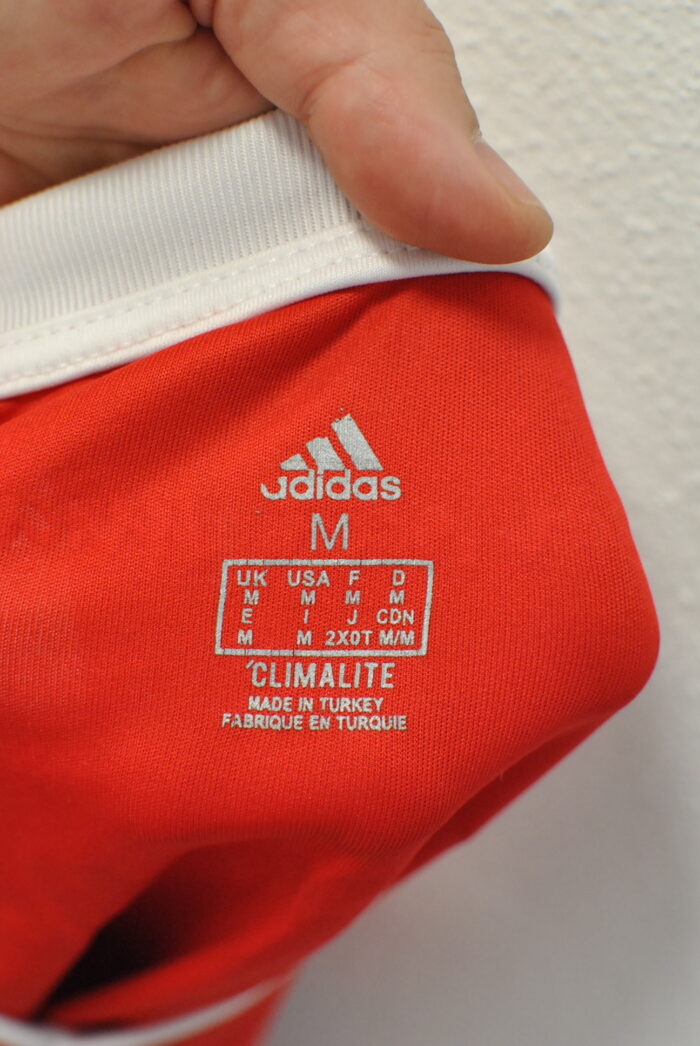 adidas
M
UK USA F D
M M M M
E I J CDN
M M 2X0T M/M
CLIMALITE
MADE IN TURKEY
FABRIQUE EN TURQUIE